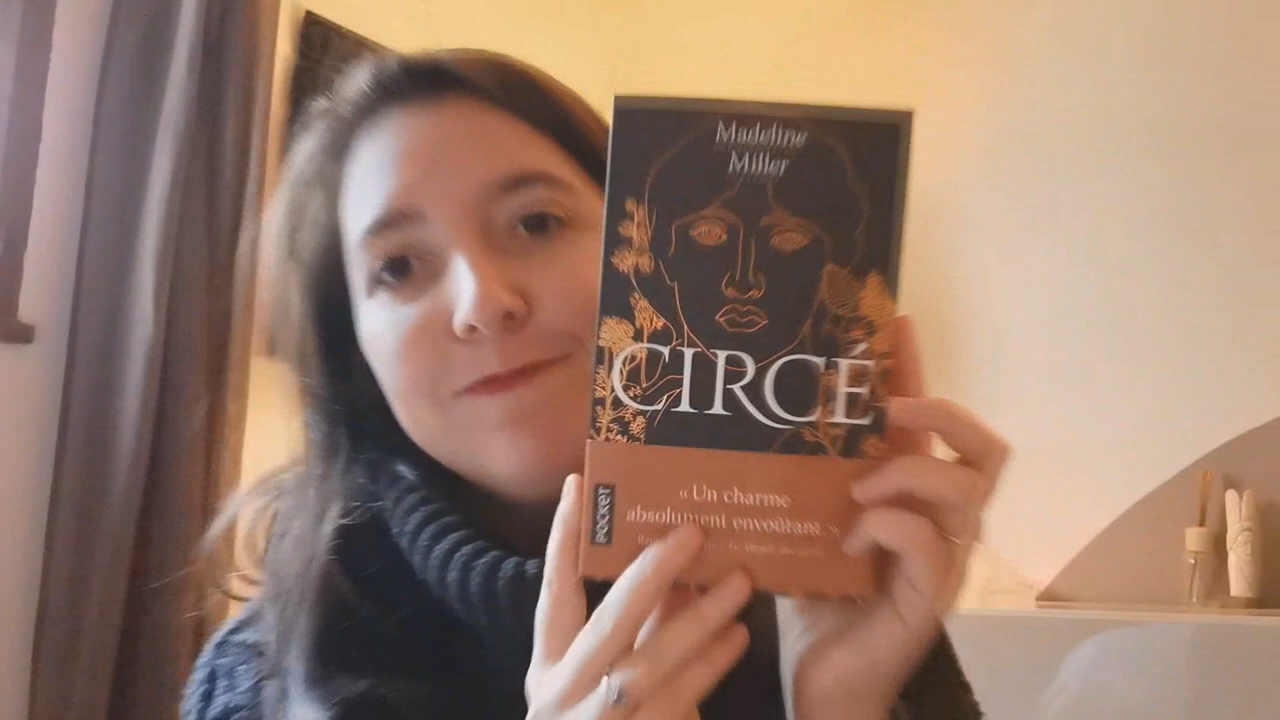 Madeline
Miller
CIRCÉ
« Un charme
absolument envoûtant. »
POCKET